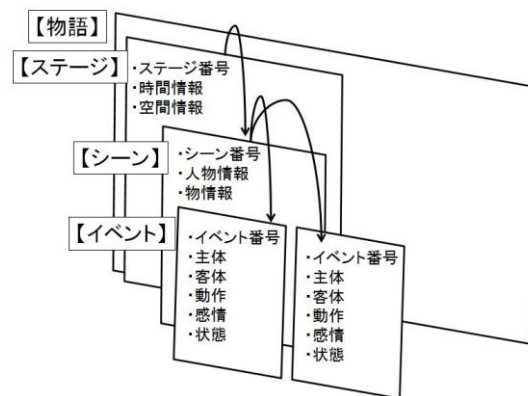 【物語】
【ステージ】
・ステージ番号
・時間情報
・空間情報
【シーン】
・シーン番号
・人物情報
・物情報
【イベント】
・イベント番号
・主体
・客体
・動作
・感情
・状態
・イベント番号
・主体
・客体
・動作
・感情
・状態